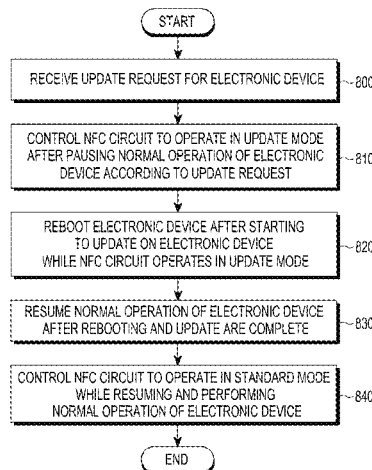 START
RECEIVE UPDATE REQUEST FOR ELECTRONIC DEVICE
800
CONTROL NFC CIRCUIT TO OPERATE IN UPDATE MODE
AFTER PAUSING NORMAL OPERATION OF ELECTRONIC
DEVICE ACCORDING TO UPDATE REQUEST
810
REBOOT ELECTRONIC DEVICE AFTER STARTING
TO UPDATE ON ELECTRONIC DEVICE
WHILE NFC CIRCUIT OPERATES IN UPDATE MODE
820
RESUME NORMAL OPERATION OF ELECTRONIC DEVICE
AFTER REBOOTING AND UPDATE ARE COMPLETE
830
CONTROL NFC CIRCUIT TO OPERATE IN STANDARD MODE
WHILE RESUMING AND PERFORMING
NORMAL OPERATION OF ELECTRONIC DEVICE
840
END